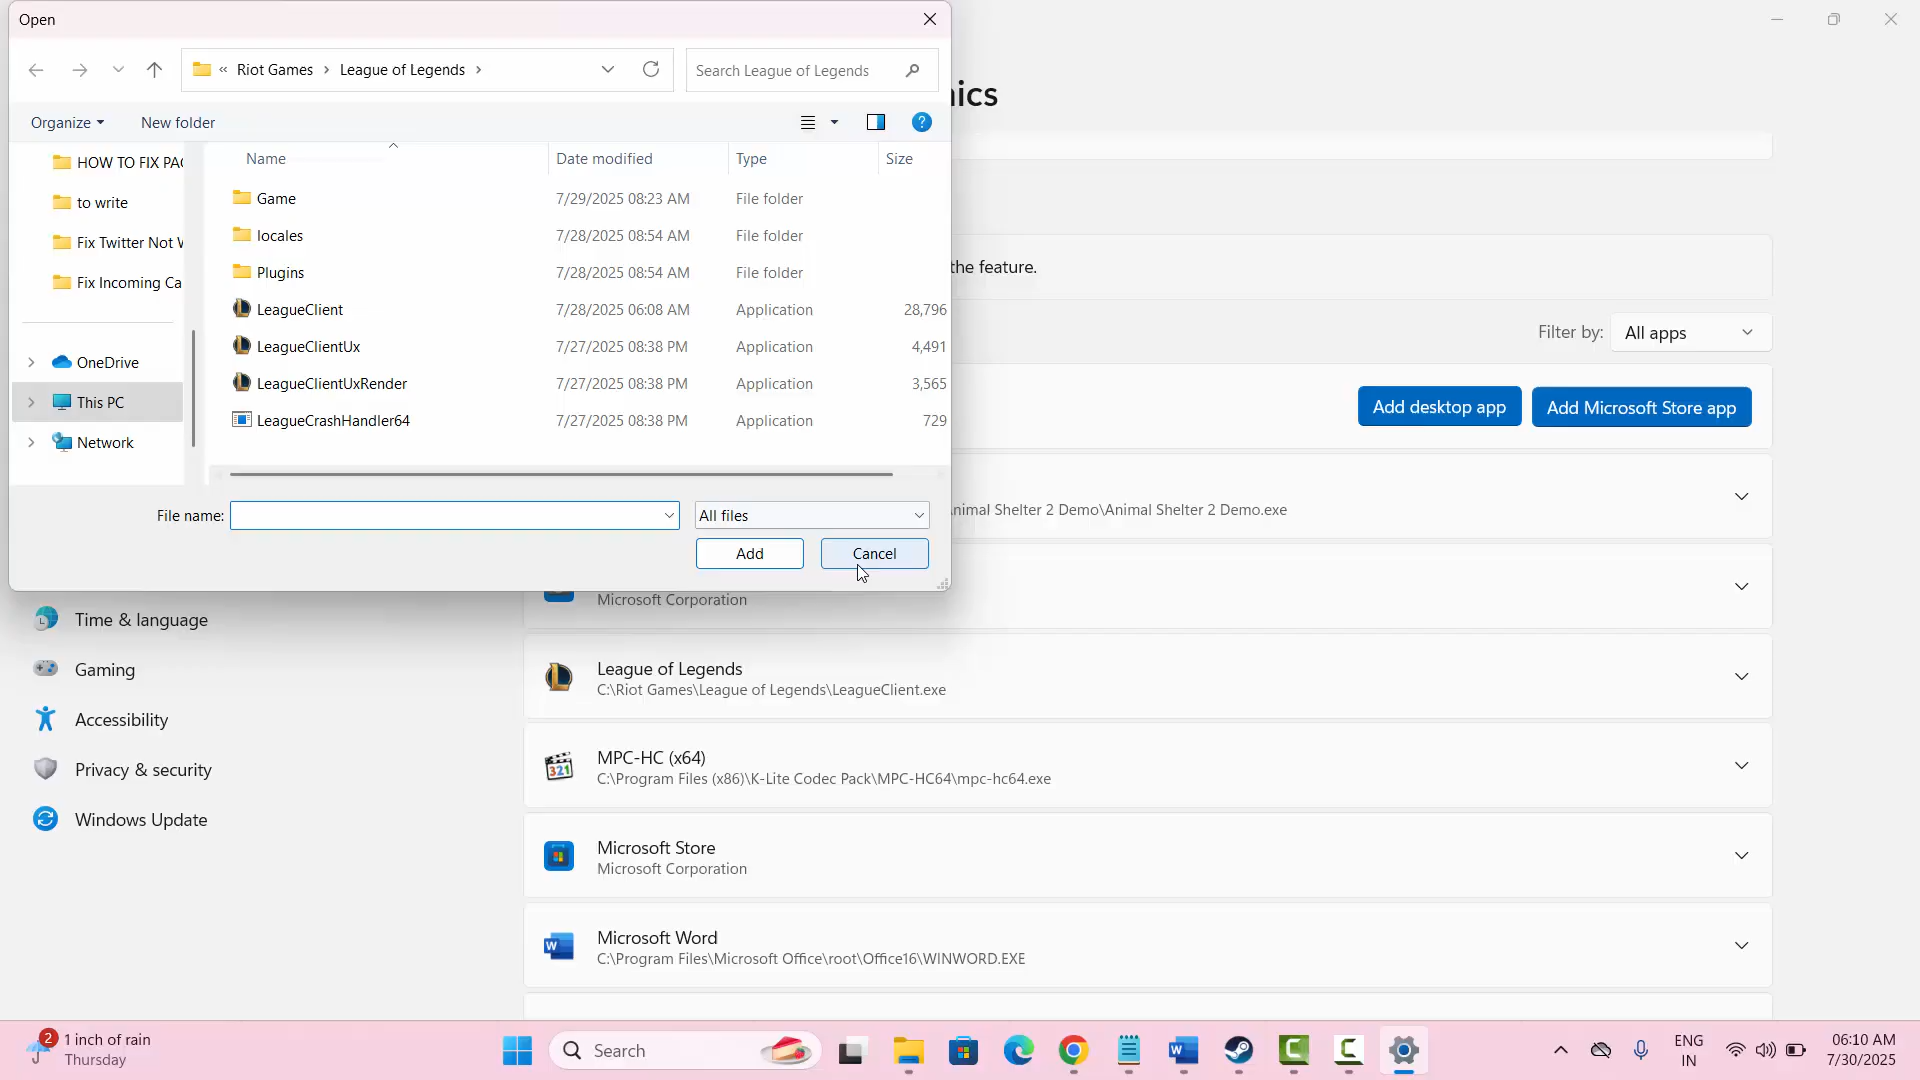 Open
« Riot Games › League of Legends ›
Search League of Legends
Organize
New folder
Name
Date modified
Type
Size
HOW TO FIX PA
to write
Fix Twitter Not
Fix Incoming Ca
OneDrive
This PC
Network
Game 7/29/2025 08:23 AM File folder
locales 7/28/2025 08:54 AM File folder
Plugins 7/28/2025 08:54 AM File folder
LeagueClient 7/28/2025 06:08 AM Application 28,796
LeagueClientUx 7/27/2025 08:38 PM Application 4,491
LeagueClientUxRender 7/27/2025 08:38 PM Application 3,565
LeagueCrashHandler64 7/27/2025 08:38 PM Application 729
File name:
All files
Add
Cancel
ics
the feature.
Filter by: All apps
Add desktop app
Add Microsoft Store app
nimal Shelter 2 Demo\Animal Shelter 2 Demo.exe
Microsoft Corporation
League of Legends
C:\Riot Games\League of Legends\LeagueClient.exe
MPC-HC (x64)
C:\Program Files (x86)\K-Lite Codec Pack\MPC-HC64\mpc-hc64.exe
Microsoft Store
Microsoft Corporation
Microsoft Word
C:\Program Files\Microsoft Office\root\Office16\WINWORD.EXE
Time & language
Gaming
Accessibility
Privacy & security
Windows Update
2
1 inch of rain
Thursday
Search
ENG
IN
06:10 AM
7/30/2025